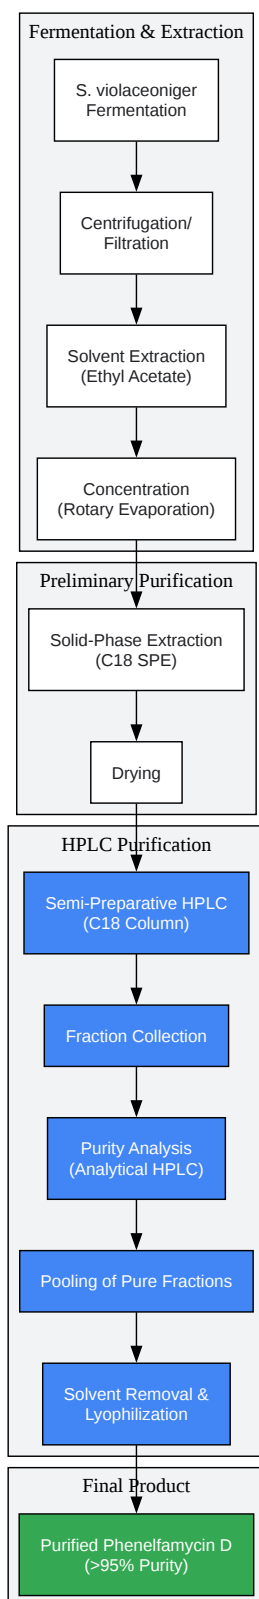 Fermentation & Extraction
S. violaceoniger
Fermentation
Centrifugation/
Filtration
Solvent Extraction
(Ethyl Acetate)
Concentration
(Rotary Evaporation)
Preliminary Purification
Solid-Phase Extraction
(C18 SPE)
Drying
HPLC Purification
Semi-Preparative HPLC
(C18 Column)
Fraction Collection
Purity Analysis
(Analytical HPLC)
Pooling of Pure Fractions
Solvent Removal &
Lyophilization
Final Product
Purified Phenelfamycin D
(>95% Purity)